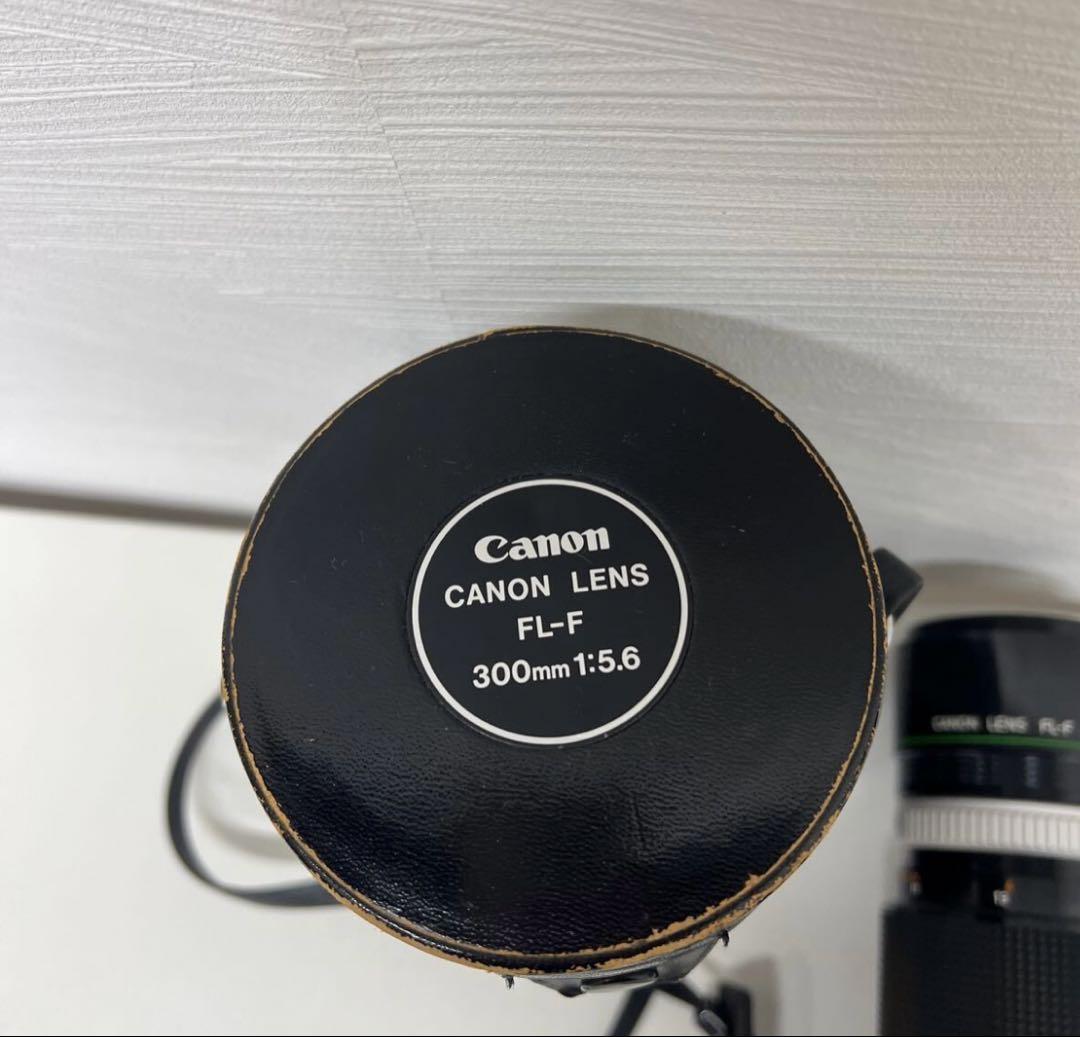 Canon
CANON LENS
FL-F
300mm 1:5.6
CANON LENS FL-F